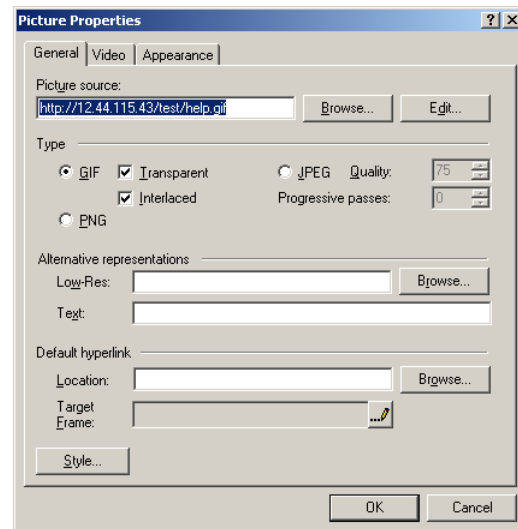 Picture Properties
General Video Appearance
Picture source:
http://12.44.115.43/test/help.gif Browse... Edit...
Type
GIF Transparent JPEG Quality: 75
Interlaced Progressive passes: 0
PNG
Alternative representations
Low-Res: Browse...
Text:
Default hyperlink
Location: Browse...
Target
Frame:
Style...
OK Cancel